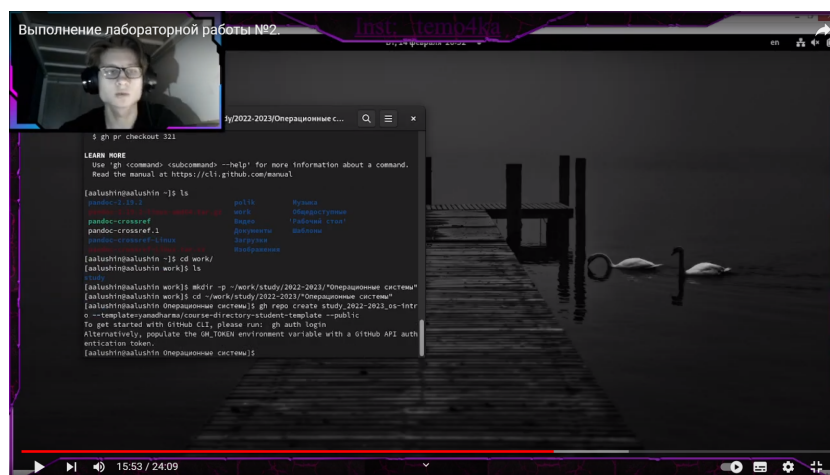 Выполнение лабораторной работы №2.
Inst: _temb4ka
en
dy/2022-2023/Операционные с...
$ gh pr checkout 321
LEARN MORE
Use 'gh <command> <subcommand> --help' for more information about a command.
Read the manual at https://cli.github.com/manual
[aalushin@aalushin ~]$ ls
pandoc-2.19.2 polik Музыка
work Общедоступные
pandoc-crossref Видео 'Рабочий стол'
pandoc-crossref.1 Документы Шаблоны
pandoc-crossref-Linux Загрузки
Изображения
[aalushin@aalushin ~]$ cd work/
[aalushin@aalushin work]$ ls
study
[aalushin@aalushin work]$ mkdir -p ~/work/study/2022-2023/"Операционные системы"
[aalushin@aalushin work]$ cd ~/work/study/2022-2023/"Операционные системы"
[aalushin@aalushin Операционные системы]$ gh repo create study_2022-2023_os-intr
o --template=yamadharma/course-directory-student-template --public
To get started with GitHub CLI, please run: gh auth login
Alternatively, populate the GH_TOKEN environment variable with a GitHub API auth
entication token.
[aalushin@aalushin Операционные системы]$
15:53 / 24:09